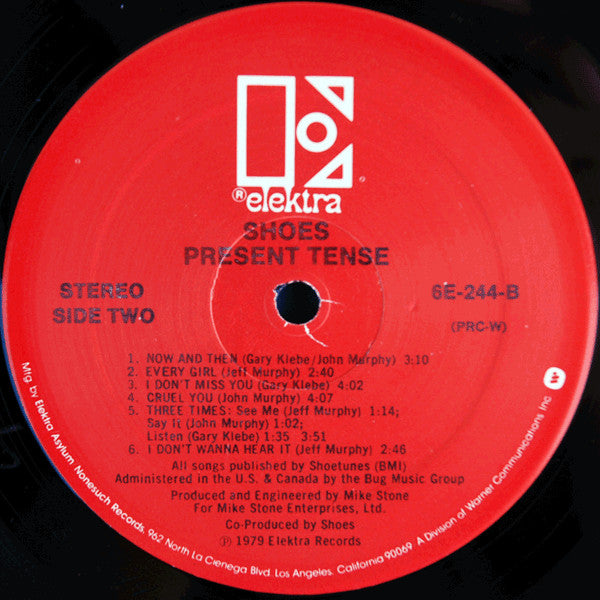 ® elektra
SHOES
PRESENT TENSE
STEREO
SIDE TWO
6E-244-B
(PRC-W)
1. NOW AND THEN (Gary Klebe/John Murphy) 3:10
2. EVERY GIRL (Jeff Murphy) 2:40
3. I DON'T MISS YOU (Gary Klebe) 4:02
4. CRUEL YOU (John Murphy) 4:07
5. THREE TIMES: See Me (Jeff Murphy) 1:14;
Say It (John Murphy) 1:02;
Listen (Gary Klebe) 1:35 3:51
6. I DON'T WANNA HEAR IT (Jeff Murphy) 2:46
All songs published by Shoetunes (BMI)
Administered in the U.S. & Canada by the Bug Music Group
Produced and Engineered by Mike Stone
For Mike Stone Enterprises, Ltd.
Co-Produced by Shoes
℗ 1979 Elektra Records
Mfg. by Elektra Asylum Nonesuch Records, 962 North La Cienega Blvd. Los Angeles, California 90069 A Division of Warner Communications Inc.